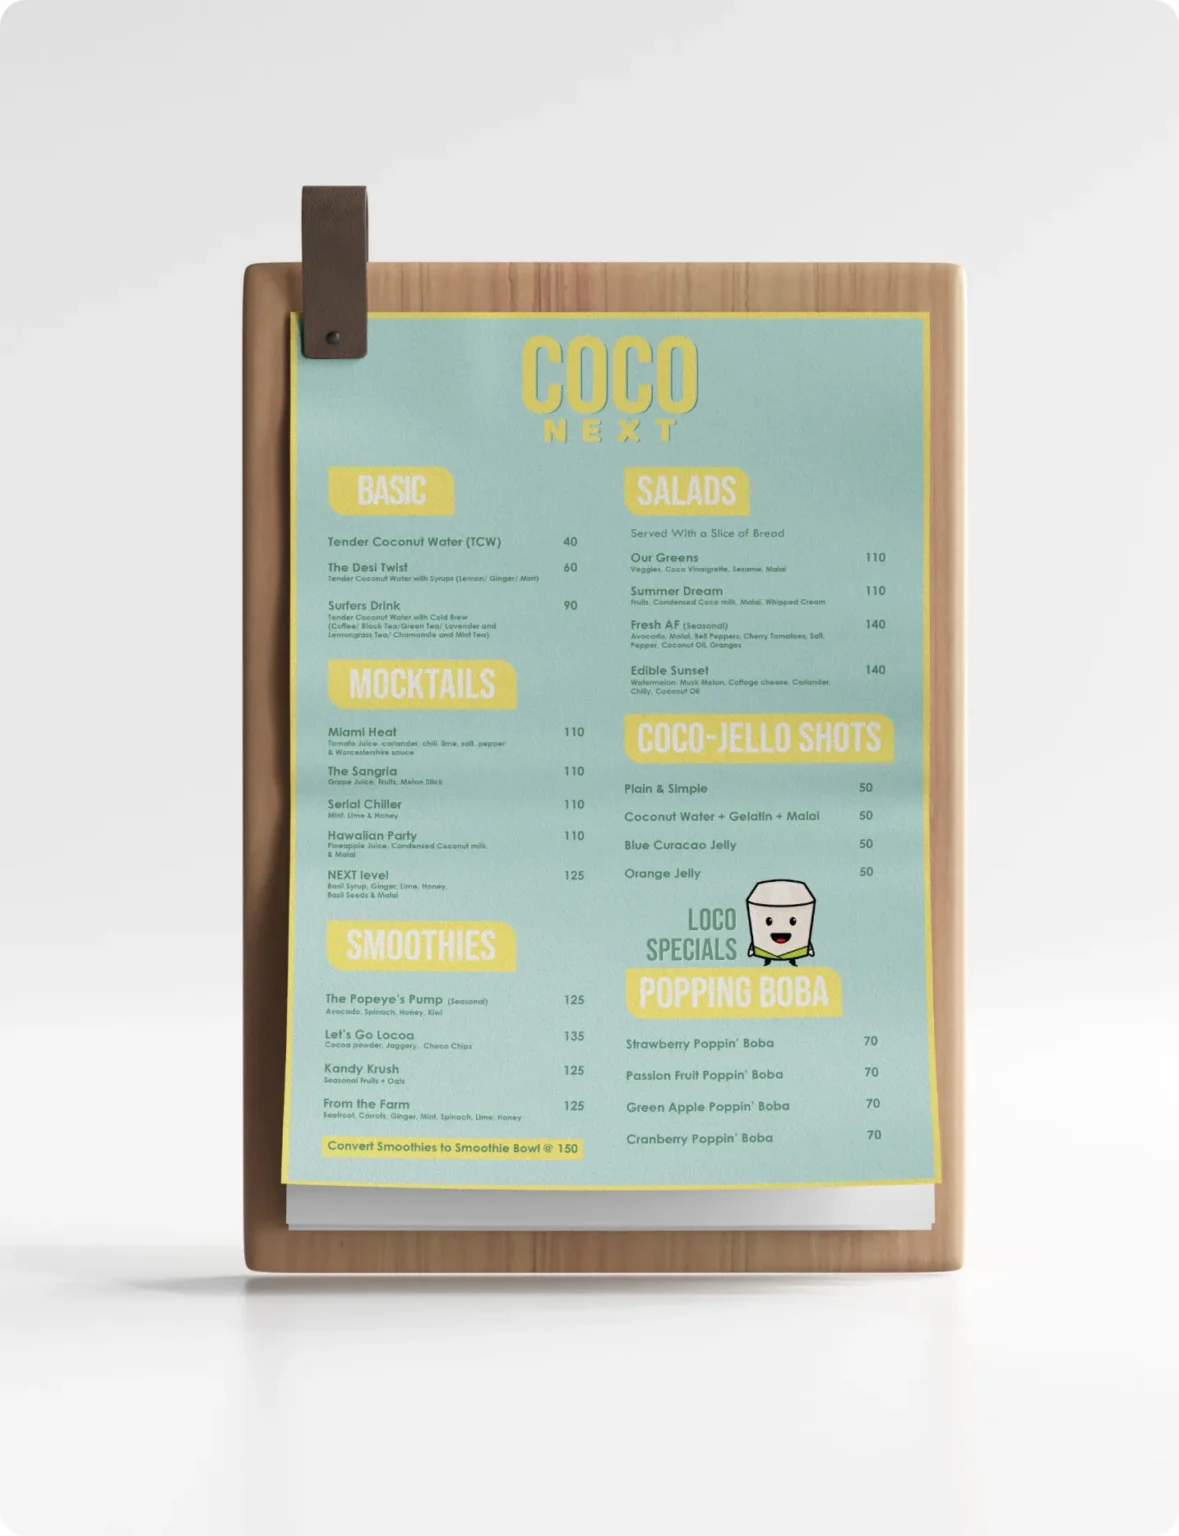 COCO
NEXT
BASIC
Tender Coconut Water (TCW) 40
The Desi Twist 60
Tender Coconut Water with Syrups (Lemon/ Ginger/ Mint)
Surfers Drink 90
Tender Coconut Water with Cold Brew
(Coffee/ Black Tea/Green Tea/ Lavender and
Lemongrass Tea/ Chamomile and Mint Tea)
MOCKTAILS
Miami Heat 110
Tomato Juice, coriander, chili, lime, salt, pepper
& Worcestershire sauce
The Sangria 110
Grape Juice, Fruits, Melon Stick
Serial Chiller 110
Mint, Lime & Honey
Hawaiian Party 110
Pineapple Juice, Condensed Coconut milk
& Malai
NEXT level 125
Basil Syrup, Ginger, Lime, Honey,
Basil Seeds & Malai
SMOOTHIES
The Popeye's Pump (Seasonal) 125
Avocado, Spinach, Honey, Kiwi
Let's Go Locoa 135
Cocoa powder, Jaggery, Choco Chips
Kandy Krush 125
Seasonal Fruits + Oats
From the Farm 125
Beetroot, Carrots, Ginger, Mint, Spinach, Lime, Honey
Convert Smoothies to Smoothie Bowl @ 150
SALADS
Served With a Slice of Bread
Our Greens 110
Veggies, Coco Vinaigrette, Sesame, Malai
Summer Dream 110
Fruits, Condensed Coco milk, Malai, Whipped Cream
Fresh AF (Seasonal) 140
Avocado, Malai, Bell Peppers, Cherry Tomatoes, Salt,
Pepper, Coconut Oil, Oranges
Edible Sunset 140
Watermelon, Musk Melon, Cottage cheese, Coriander,
Chilly, Coconut Oil
COCO-JELLO SHOTS
Plain & Simple 50
Coconut Water + Gelatin + Malai 50
Blue Curacao Jelly 50
Orange Jelly 50
LOCO
SPECIALS
POPPING BOBA
Strawberry Poppin' Boba 70
Passion Fruit Poppin' Boba 70
Green Apple Poppin' Boba 70
Cranberry Poppin' Boba 70